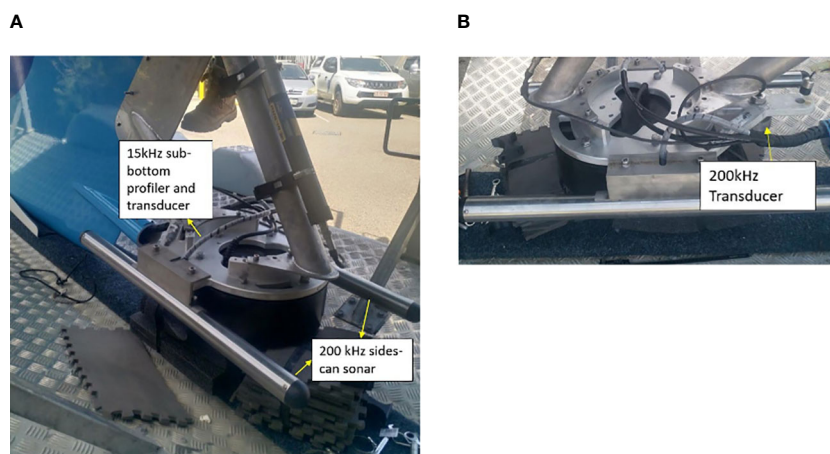 A
B
15kHz sub-
bottom
profiler and
transducer
200 kHz sides-
can sonar
200kHz
Transducer